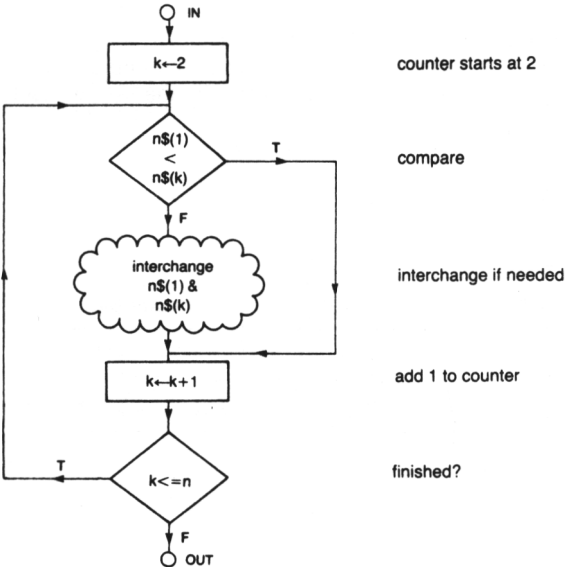 IN
k←2
counter starts at 2
n$(1)
<
n$(k)
T
compare
F
interchange
n$(1) &
n$(k)
interchange if needed
k←k+1
add 1 to counter
T
k<=n
finished?
F
OUT